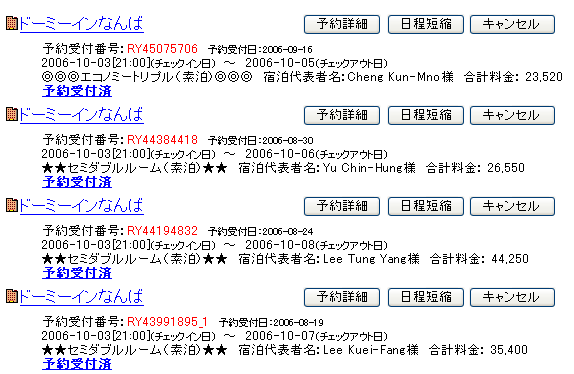 ドーミーインなんば 予約詳細 日程短縮 キャンセル
予約受付番号：RY45075706 予約受付日：2006-09-16
2006-10-03[21:00](チェックイン日) ～ 2006-10-05(チェックアウト日)
◎◎◎エコノミートリプル（素泊）◎◎◎ 宿泊代表者名：Cheng Kun-Mno様 合計料金： 23,520
予約受付済
ドーミーインなんば 予約詳細 日程短縮 キャンセル
予約受付番号：RY44384418 予約受付日：2006-08-30
2006-10-03[21:00](チェックイン日) ～ 2006-10-06(チェックアウト日)
★★セミダブルルーム（素泊）★★ 宿泊代表者名：Yu Chin-Hung様 合計料金： 26,550
予約受付済
ドーミーインなんば 予約詳細 日程短縮 キャンセル
予約受付番号：RY44194832 予約受付日：2006-08-24
2006-10-03[21:00](チェックイン日) ～ 2006-10-08(チェックアウト日)
★★セミダブルルーム（素泊）★★ 宿泊代表者名：Lee Tung Yang様 合計料金： 44,250
予約受付済
ドーミーインなんば 予約詳細 日程短縮 キャンセル
予約受付番号：RY43991895_1 予約受付日：2006-08-19
2006-10-03[21:00](チェックイン日) ～ 2006-10-07(チェックアウト日)
★★セミダブルルーム（素泊）★★ 宿泊代表者名：Lee Kuei-Fang様 合計料金： 35,400
予約受付済